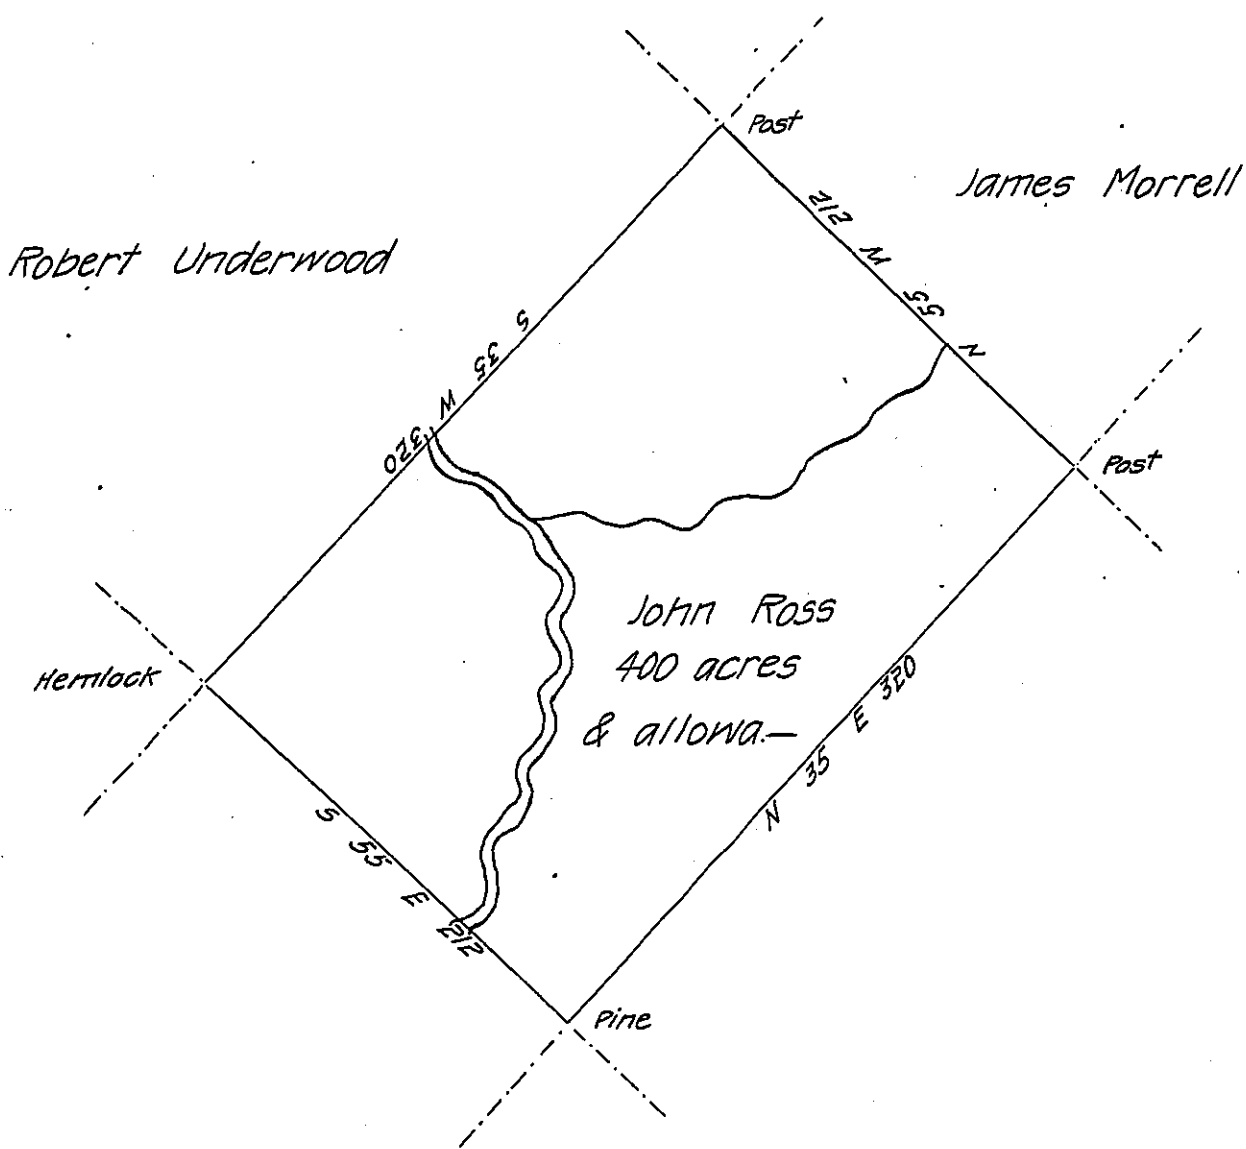 Post
James Morrell
N 55 W 212
Robert Underwood
S 35 W 320
Post
John Ross
400 acres
& allowa.—
Hemlock
N 35 E 320
S 55 E 212
Pine